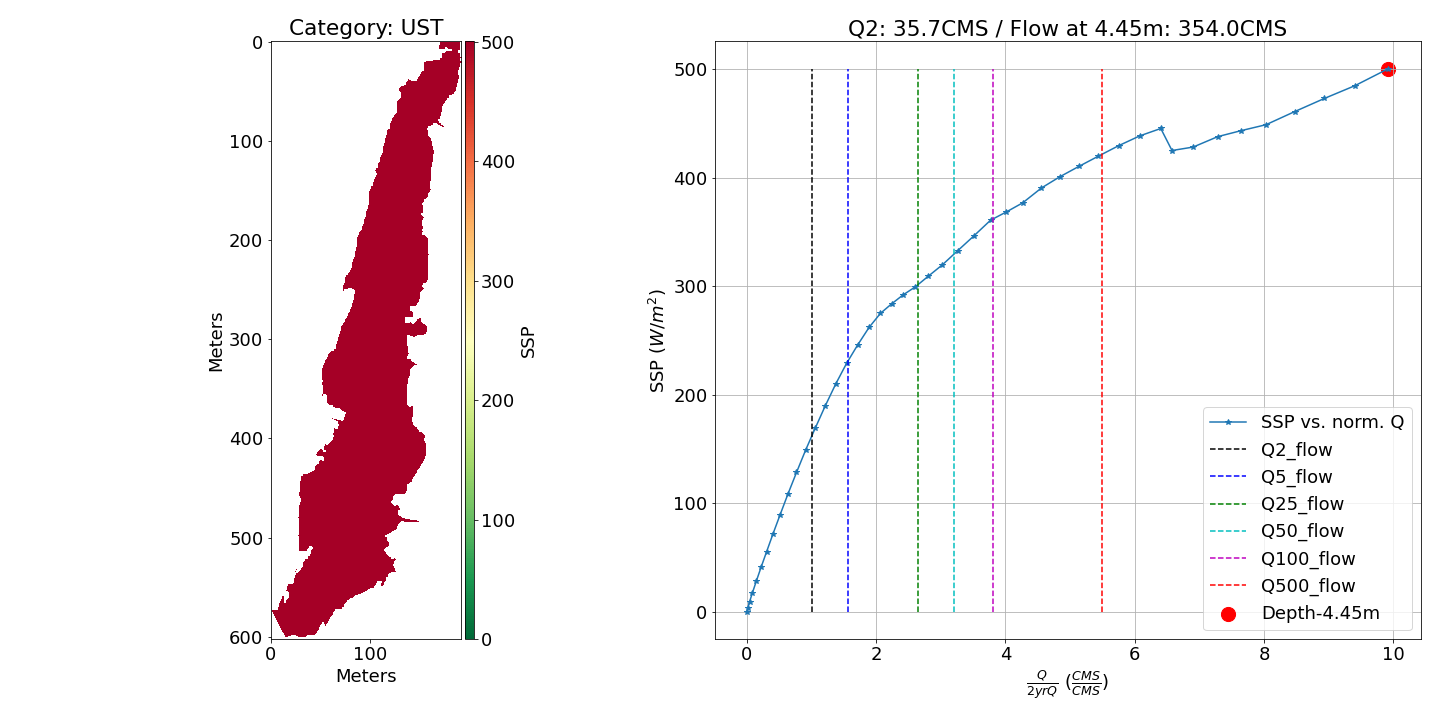 Category: UST
0
100
200
300
400
500
600
Meters
0
100
Meters
500
400
300
200
100
0
SSP
Q2: 35.7CMS / Flow at 4.45m: 354.0CMS
500
400
300
200
100
0
SSP (W/m²)
0
2
4
6
8
10
Q/2yrQ (CMS/CMS)
SSP vs. norm. Q
Q2_flow
Q5_flow
Q25_flow
Q50_flow
Q100_flow
Q500_flow
Depth-4.45m